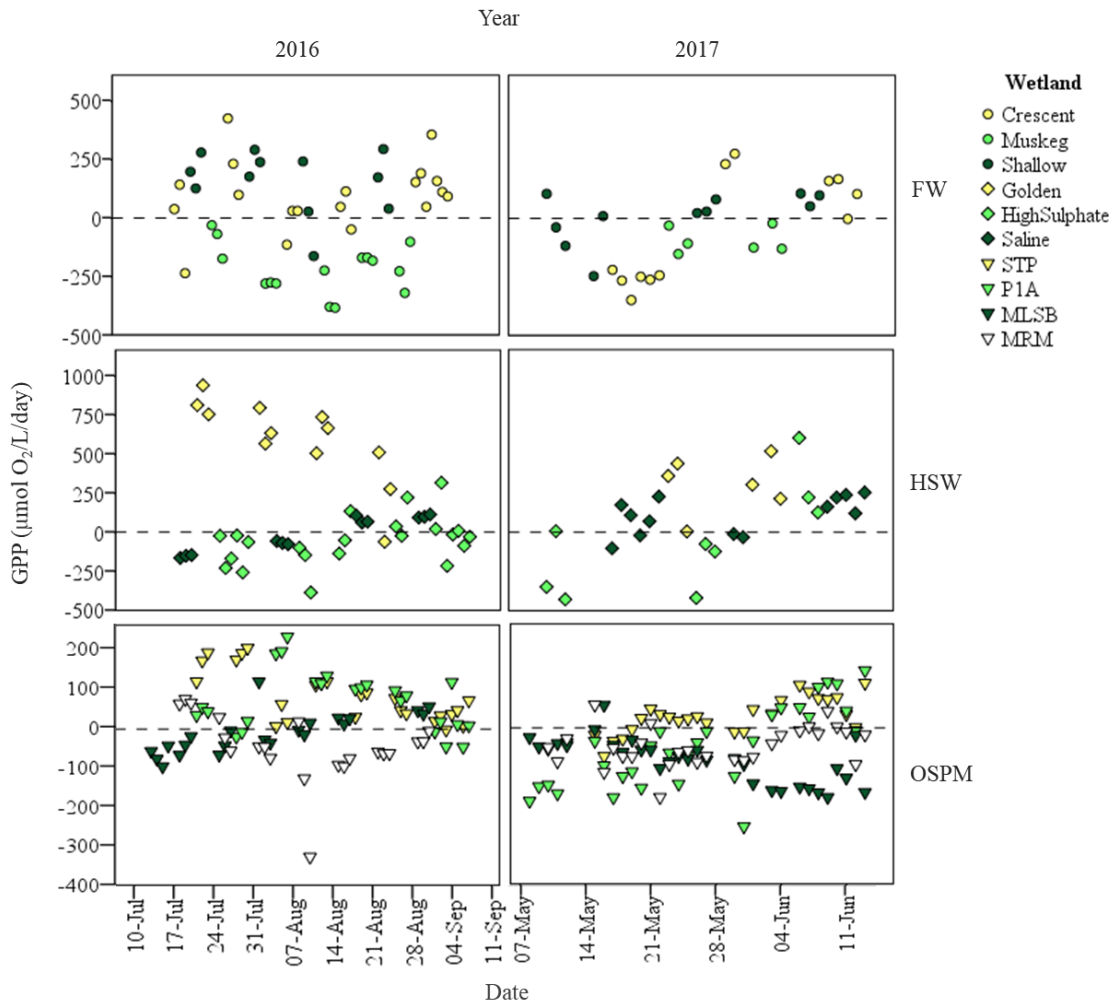 Year
2016
2017
Wetland
Crescent
Muskeg
Shallow
Golden
HighSulphate
Saline
STP
P1A
MLSB
MRM
GPP (µmol O₂/L/day)
500
250
0
-250
-500
FW
1000
750
500
250
0
-250
-500
HSW
200
100
0
-100
-200
-300
-400
OSPM
10-Jul
17-Jul
24-Jul
31-Jul
07-Aug
14-Aug
21-Aug
28-Aug
04-Sep
11-Sep
07-May
14-May
21-May
28-May
04-Jun
11-Jun
Date